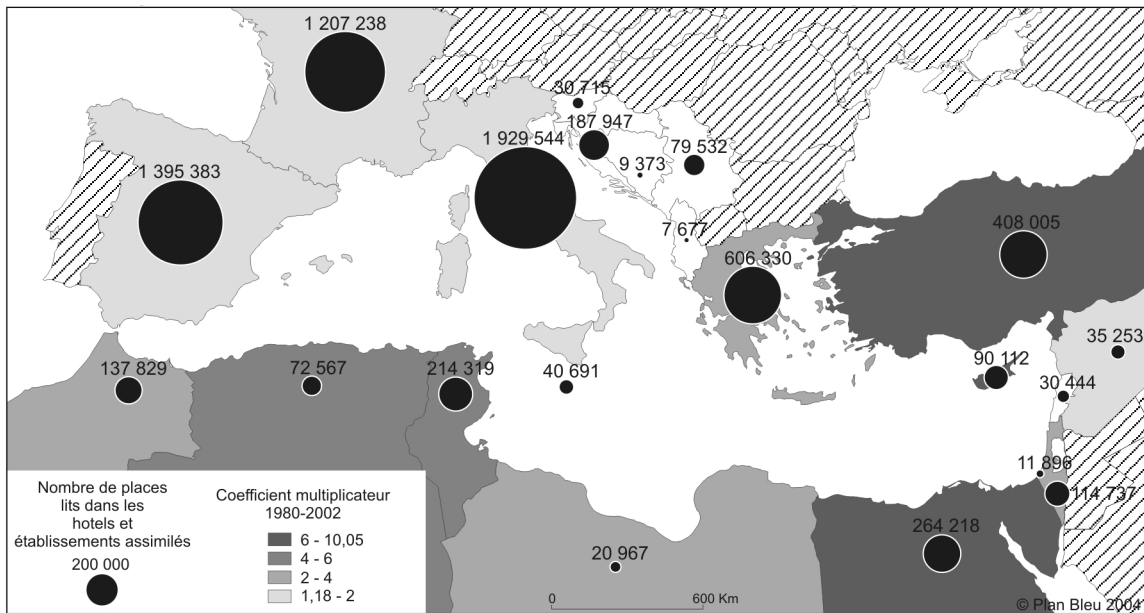 1 207 238
30 715
187 947
1 929 544
79 532
9 373
1 395 383
7 677
408 005
606 330
35 253
137 829
72 567
214 319
40 691
90 112
30 444
11 896
114 737
264 218
20 967
Nombre de places
lits dans les
hotels et
établissements assimilés
200 000
Coefficient multiplicateur
1980-2002
6 - 10,05
4 - 6
2 - 4
1,18 - 2
0 600 Km
© Plan Bleu 2004